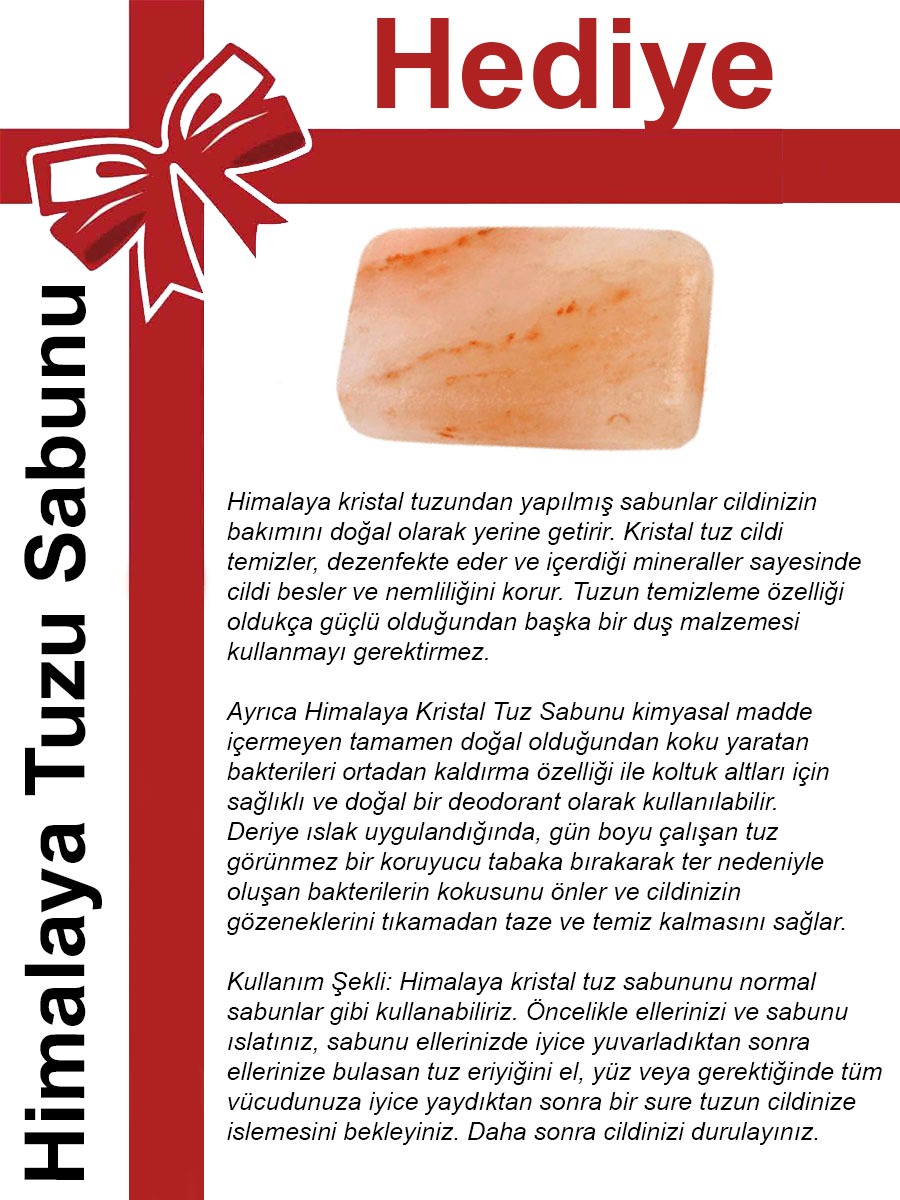 Hediye
Himalaya Tuzu Sabunu
Himalaya kristal tuzundan yapılmış sabunlar cildinizin
bakımını doğal olarak yerine getirir. Kristal tuz cildi
temizler, dezenfekte eder ve içerdiği mineraller sayesinde
cildi besler ve nemliliğini korur. Tuzun temizleme özelliği
oldukça güçlü olduğundan başka bir duş malzemesi
kullanmayı gerektirmez.
Ayrıca Himalaya Kristal Tuz Sabunu kimyasal madde
içermeyen tamamen doğal olduğundan koku yaratan
bakterileri ortadan kaldırma özelliği ile koltuk altları için
sağlıklı ve doğal bir deodorant olarak kullanılabilir.
Deriye ıslak uygulandığında, gün boyu çalışan tuz
görünmez bir koruyucu tabaka bırakarak ter nedeniyle
oluşan bakterilerin kokusunu önler ve cildinizin
gözeneklerini tıkamadan taze ve temiz kalmasını sağlar.
Kullanım Şekli: Himalaya kristal tuz sabununu normal
sabunlar gibi kullanabiliriz. Öncelikle ellerinizi ve sabunu
ıslatınız, sabunu ellerinizde iyice yuvarladıktan sonra
ellerinize bulasan tuz eriyiğini el, yüz veya gerektiğinde tüm
vücudunuza iyice yaydıktan sonra bir sure tuzun cildinize
islemesini bekleyiniz. Daha sonra cildinizi durulayınız.